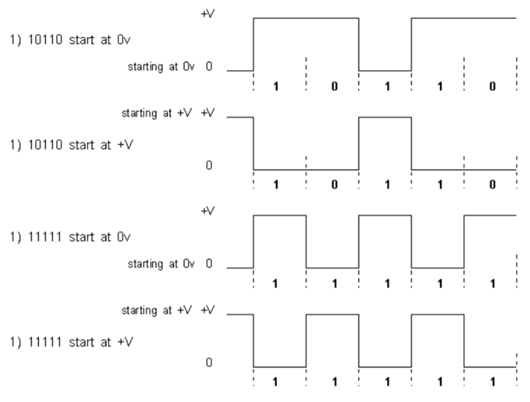 +V
1) 10110 start at 0v
starting at 0v 0
1 0 1 1 0
starting at +V +V
1) 10110 start at +V
0
1 0 1 1 0
+V
1) 11111 start at 0v
starting at 0v 0
1 1 1 1 1
starting at +V +V
1) 11111 start at +V
0
1 1 1 1 1